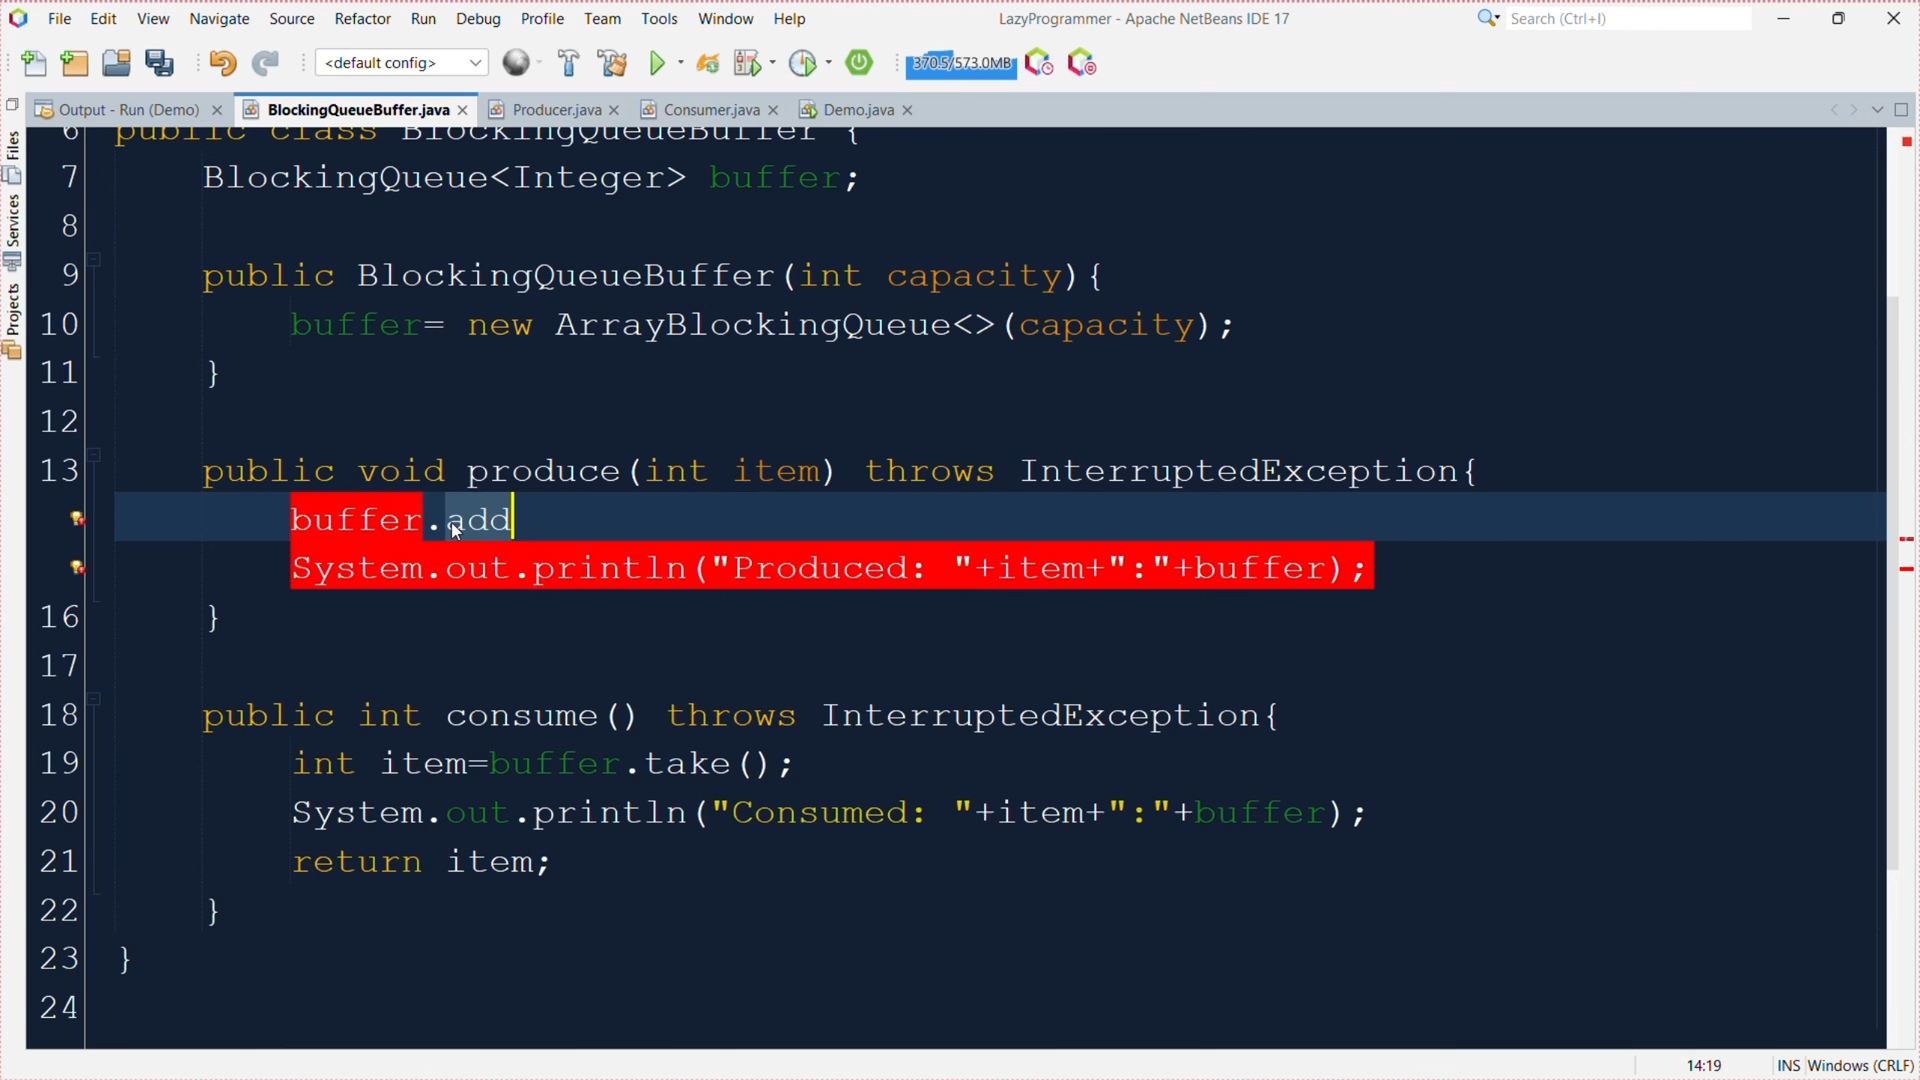 File Edit View Navigate Source Refactor Run Debug Profile Team Tools Window Help LazyProgrammer - Apache NetBeans IDE 17 Search (Ctrl+I)
<default config> 370.5/573.0MB
Output - Run (Demo) BlockingQueueBuffer.java Producer.java Consumer.java Demo.java
Files
Services
Projects
6 public class BlockingQueueBuffer {
7 BlockingQueue<Integer> buffer;
8
9 public BlockingQueueBuffer(int capacity){
10 buffer= new ArrayBlockingQueue<>(capacity);
11 }
12
13 public void produce(int item) throws InterruptedException{
buffer.add
System.out.println("Produced: "+item+":"+buffer);
16 }
17
18 public int consume() throws InterruptedException{
19 int item=buffer.take();
20 System.out.println("Consumed: "+item+":"+buffer);
21 return item;
22 }
23 }
24
14:19 INS Windows (CRLF)